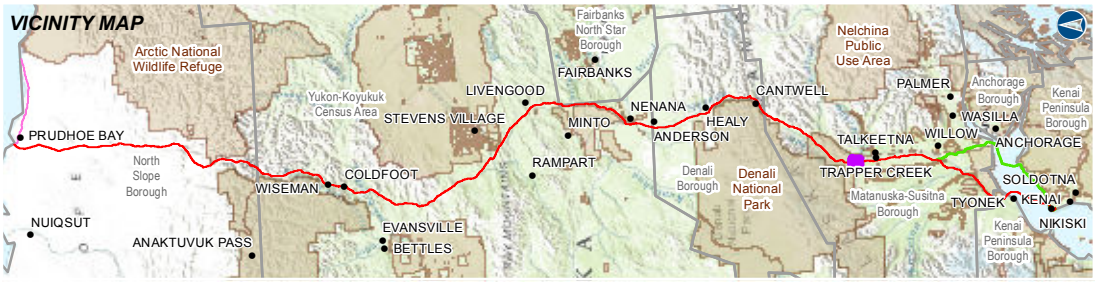 VICINITY MAP
Arctic National
Wildlife Refuge
Fairbanks
North Star
Borough
FAIRBANKS
Nelchina
Public
Use Area
PALMER
Anchorage
Borough
Kenai
Peninsula
Borough
LIVENGOOD
Yukon-Koyukuk
Census Area
STEVENS VILLAGE
MINTO
NENANA
ANDERSON
HEALY
CANTWELL
WASILLA
WILLOW
TALKEETNA
ANCHORAGE
PRUDHOE BAY
North
Slope
Borough
WISEMAN
COLDFOOT
RAMPART
Denali
Borough
Denali
National
Park
TRAPPER CREEK
Matanuska-Susitna
Borough
SOLDOTNA
TYONEK
KENAI
NIKISKI
NUIQSUT
ANAKTUVUK PASS
EVANSVILLE
BETTLES
Kenai
Peninsula
Borough